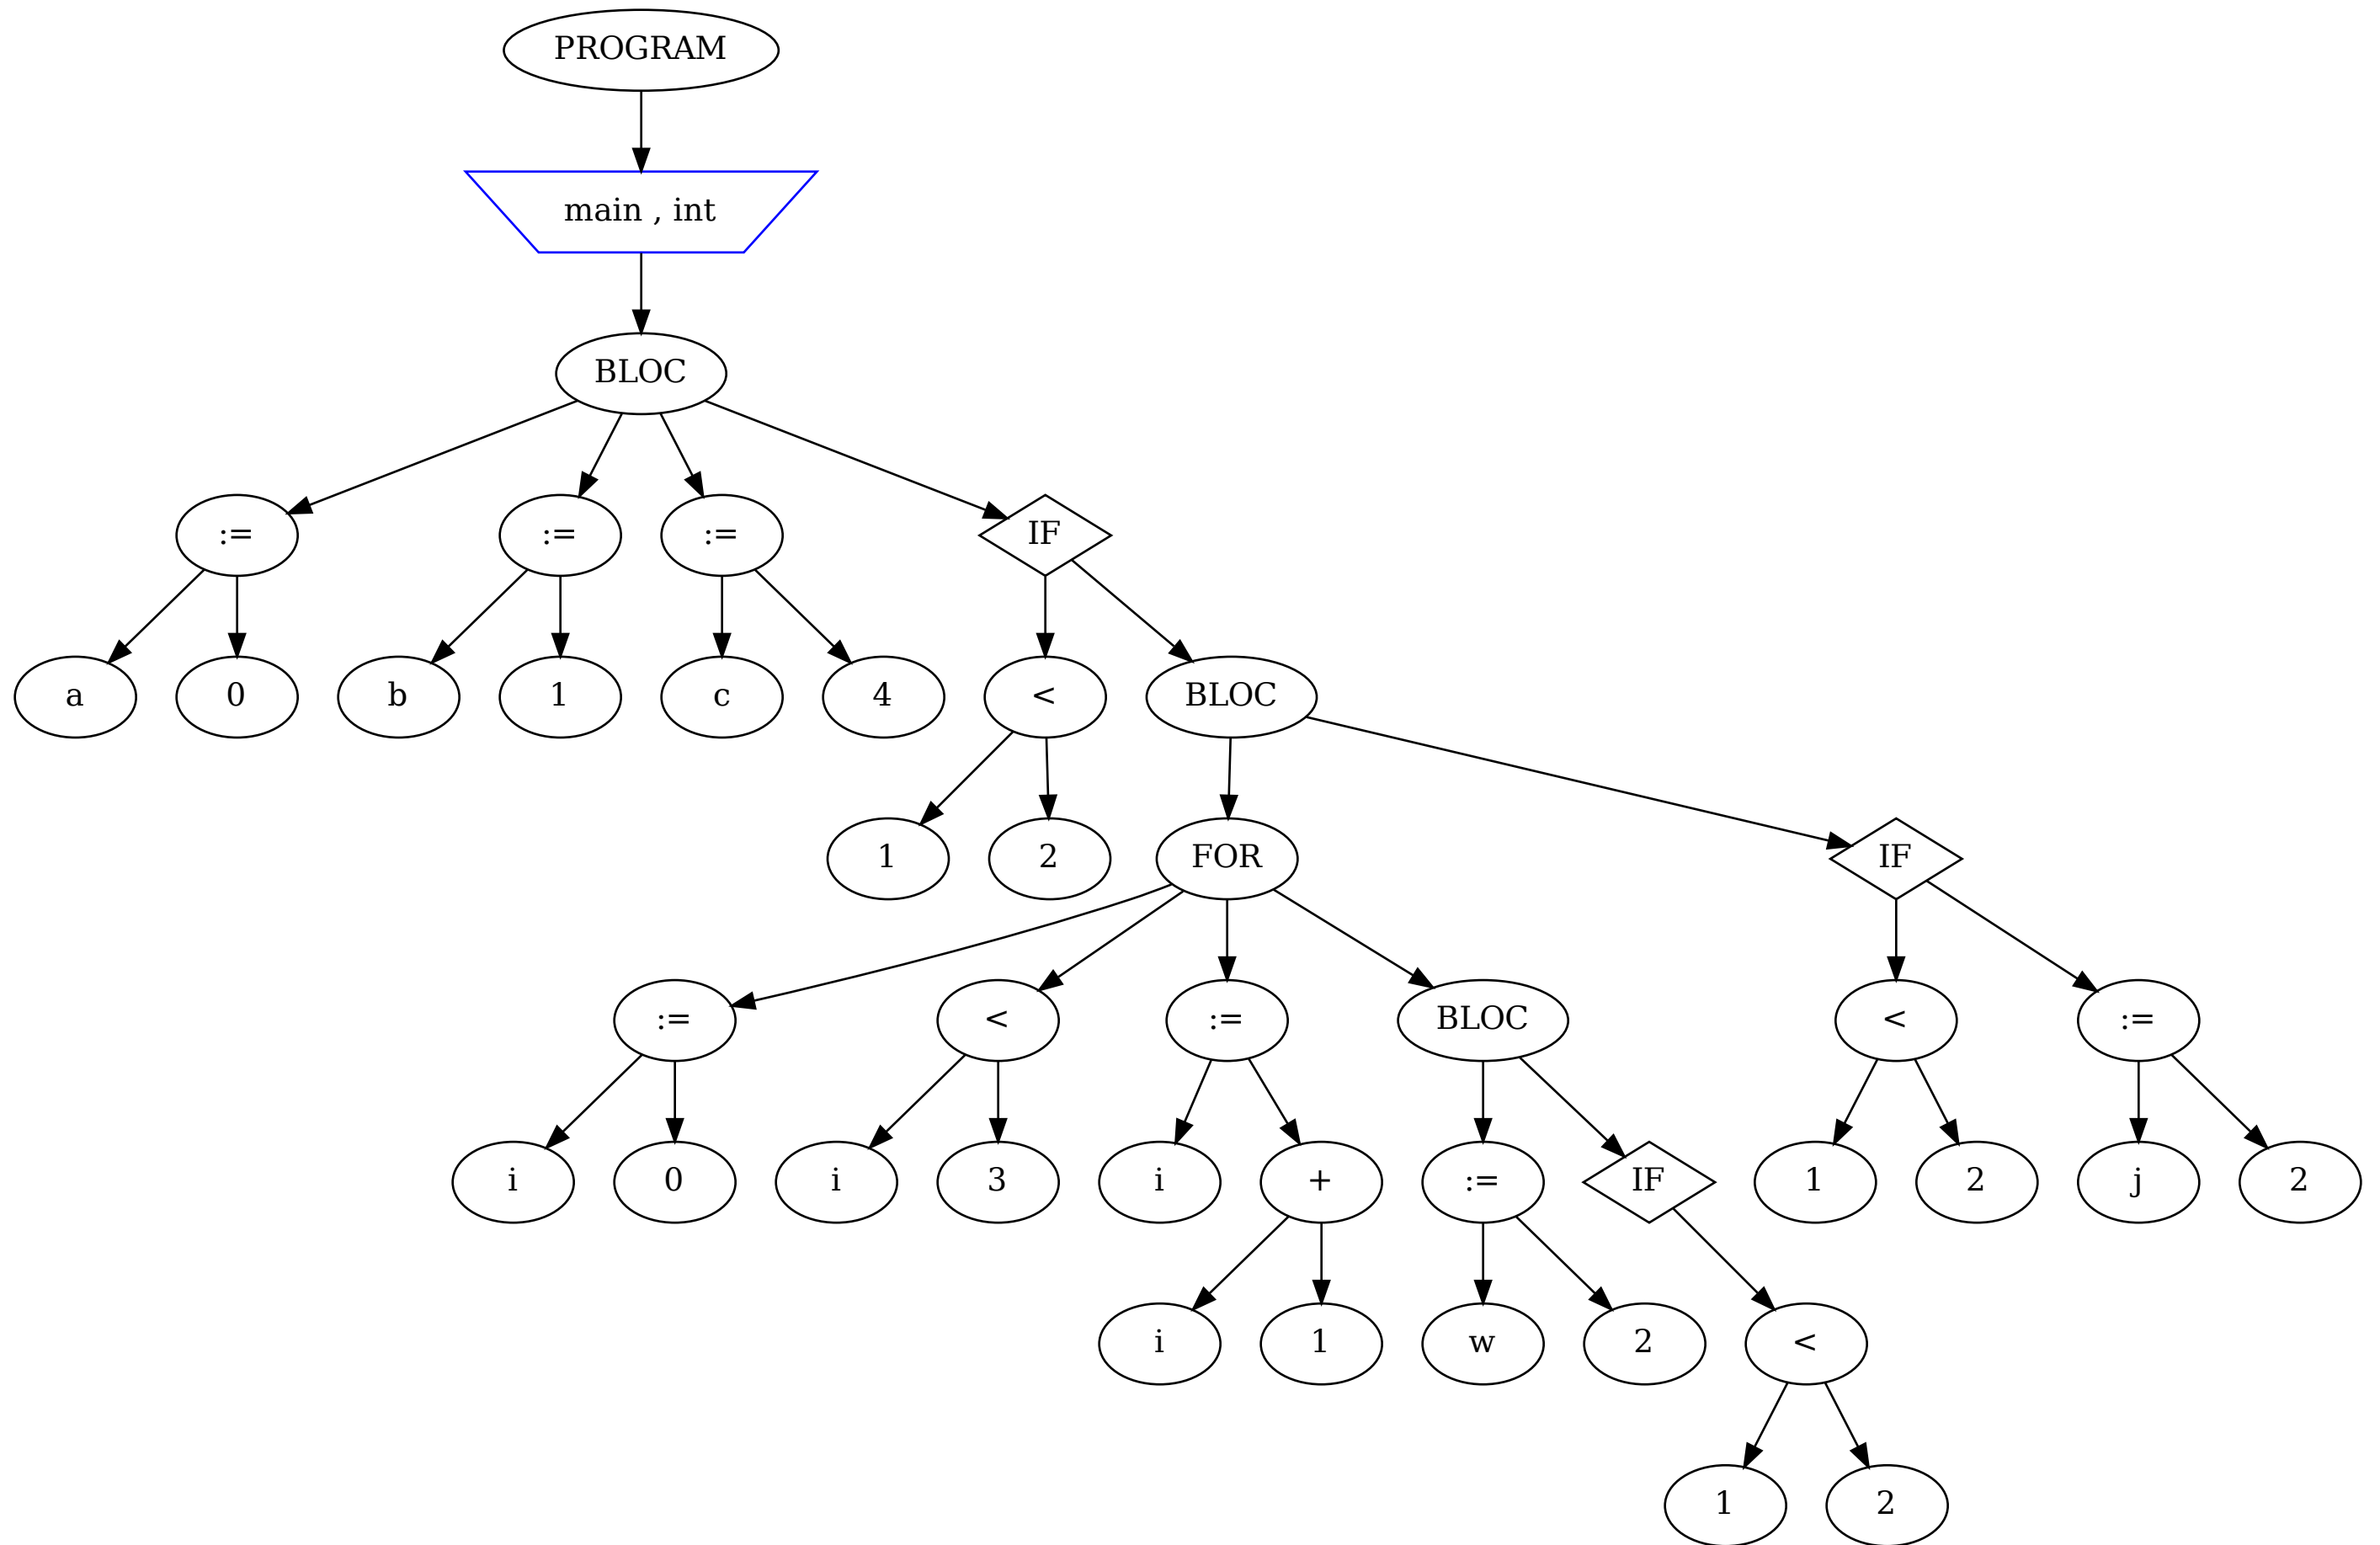 PROGRAM
main , int
BLOC
:= := := IF
a 0 b 1 c 4 < BLOC
1 2 FOR IF
:= < := BLOC < :=
i 0 i 3 i + := IF 1 2 j 2
i 1 w 2 <
1 2